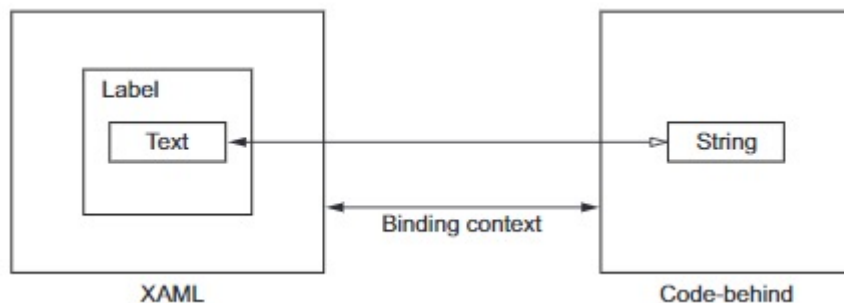 Label
Text
String
Binding context
XAML
Code-behind